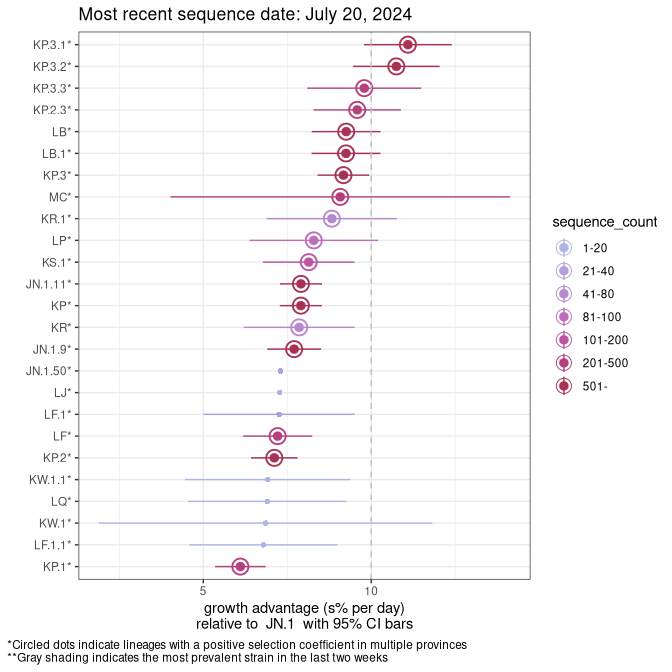 Most recent sequence date: July 20, 2024
KP.3.1*
KP.3.2*
KP.3.3*
KP.2.3*
LB*
LB.1*
KP.3*
MC*
KR.1*
LP*
KS.1*
JN.1.11*
KP*
KR*
JN.1.9*
JN.1.50*
LJ*
LF.1*
LF*
KP.2*
KW.1.1*
LQ*
KW.1*
LF.1.1*
KP.1*
5 10
growth advantage (s% per day)
relative to JN.1 with 95% CI bars
sequence_count
1-20
21-40
41-80
81-100
101-200
201-500
501-
*Circled dots indicate lineages with a positive selection coefficient in multiple provinces
**Gray shading indicates the most prevalent strain in the last two weeks